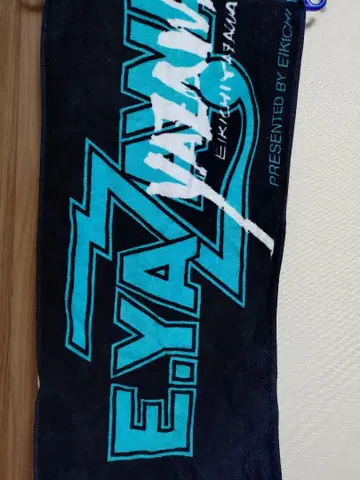 E.YAZAWA
YAZAWA
EIKICHI YAZAWA
PRESENTED BY EIKICHI